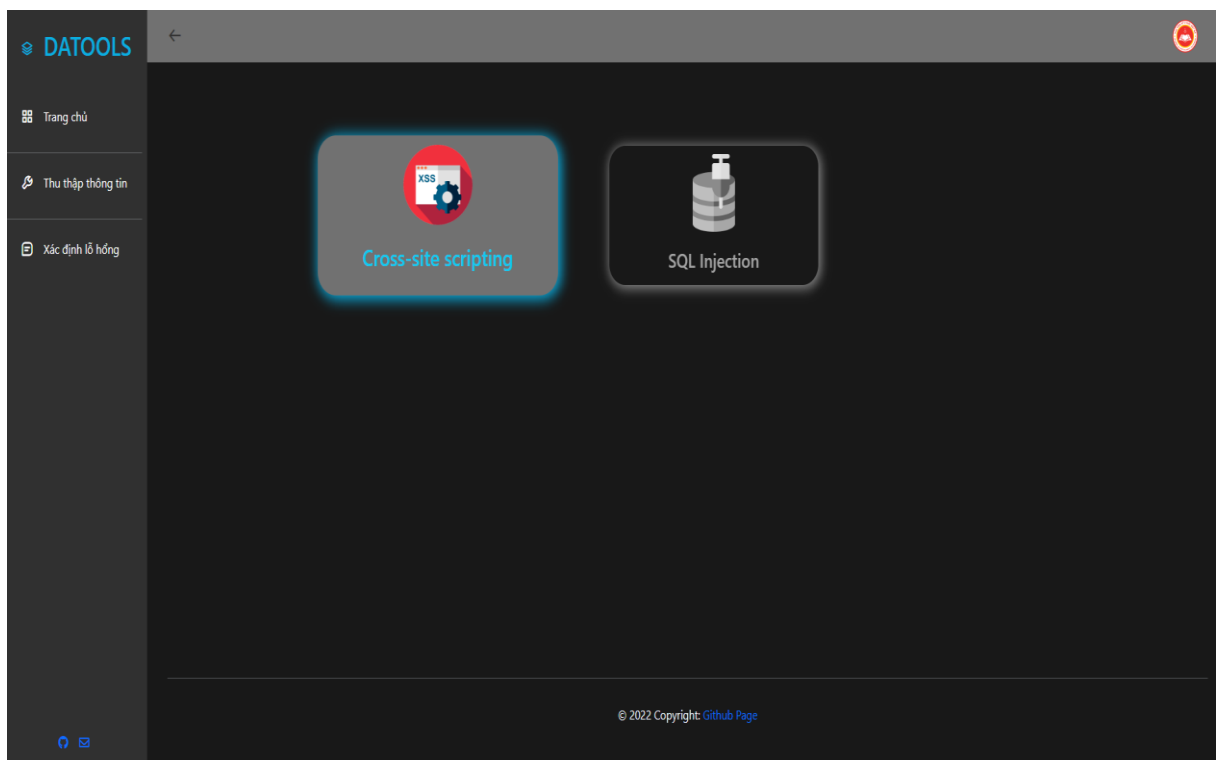 DATOOLS
Trang chủ
Thu thập thông tin
Xác định lỗ hổng
XSS
Cross-site scripting
SQL Injection
© 2022 Copyright: Github Page